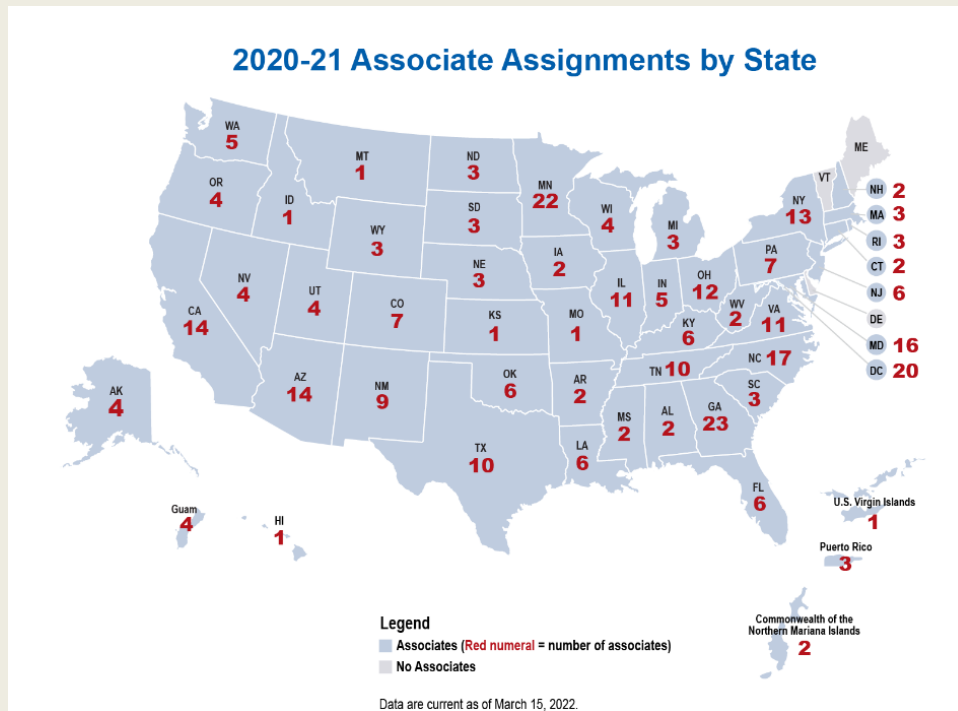 2020-21 Associate Assignments by State
WA
5
MT
1
ND
3
MN
22
ME
VT
OR
4
ID
1
SD
3
WI
4
MI
3
NY
13
NH 2
MA 3
RI 3
CT 2
NJ 6
DE
MD 16
DC 20
WY
3
IA
2
PA
7
NE
3
NV
4
UT
4
CO
7
IL
11
IN
5
OH
12
WV
2
VA
11
CA
14
KS
1
MO
1
KY
6
NC 17
TN 10
AZ
14
NM
9
OK
6
AR
2
SC
3
AK
4
MS
2
AL
2
GA
23
TX
10
LA
6
FL
6
Guam
4
HI
1
U.S. Virgin Islands
1
Puerto Rico
3
Commonwealth of the
Northern Mariana Islands
2
Legend
Associates (Red numeral = number of associates)
No Associates
Data are current as of March 15, 2022.